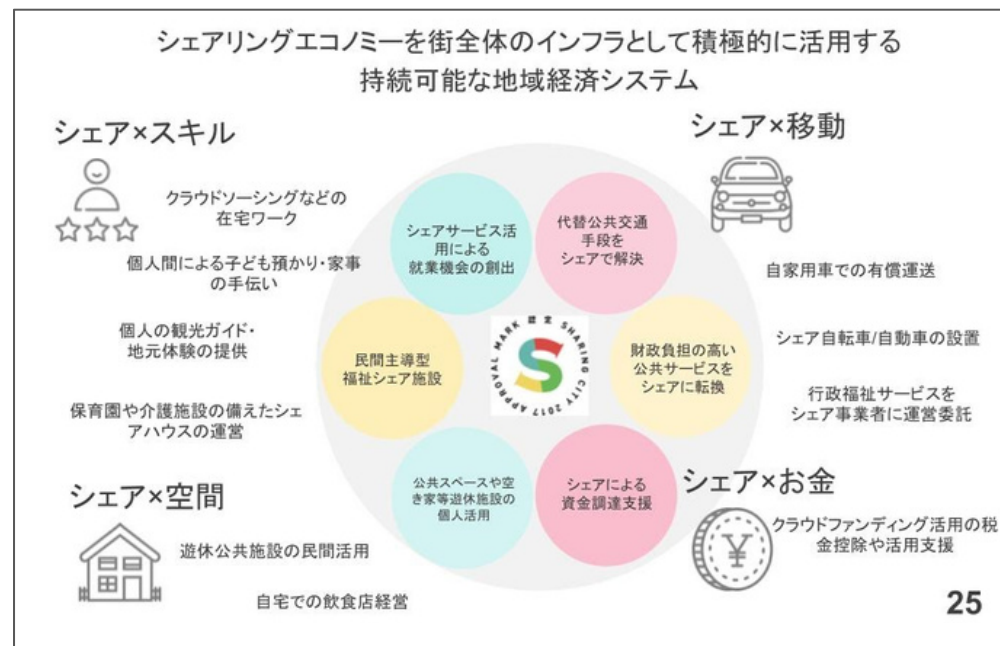 シェアリングエコノミーを街全体のインフラとして積極的に活用する
持続可能な地域経済システム
シェア×スキル
クラウドソーシングなどの
在宅ワーク
個人間による子ども預かり・家事
の手伝い
個人の観光ガイド・
地元体験の提供
保育園や介護施設の備えたシェ
アハウスの運営
シェア×移動
自家用車での有償運送
シェア自転車/自動車の設置
行政福祉サービスを
シェア事業者に運営委託
シェアサービス活
用による
就業機会の創出
代替公共交通
手段を
シェアで解決
民間主導型
福祉シェア施設
認定 SHARING CITY 2017 APPROVAL MARK
S
財政負担の高い
公共サービスを
シェアに転換
公共スペースや空
き家等遊休施設の
個人活用
シェアによる
資金調達支援
シェア×空間
遊休公共施設の民間活用
自宅での飲食店経営
シェア×お金
¥
クラウドファンディング活用の税
金控除や活用支援
25